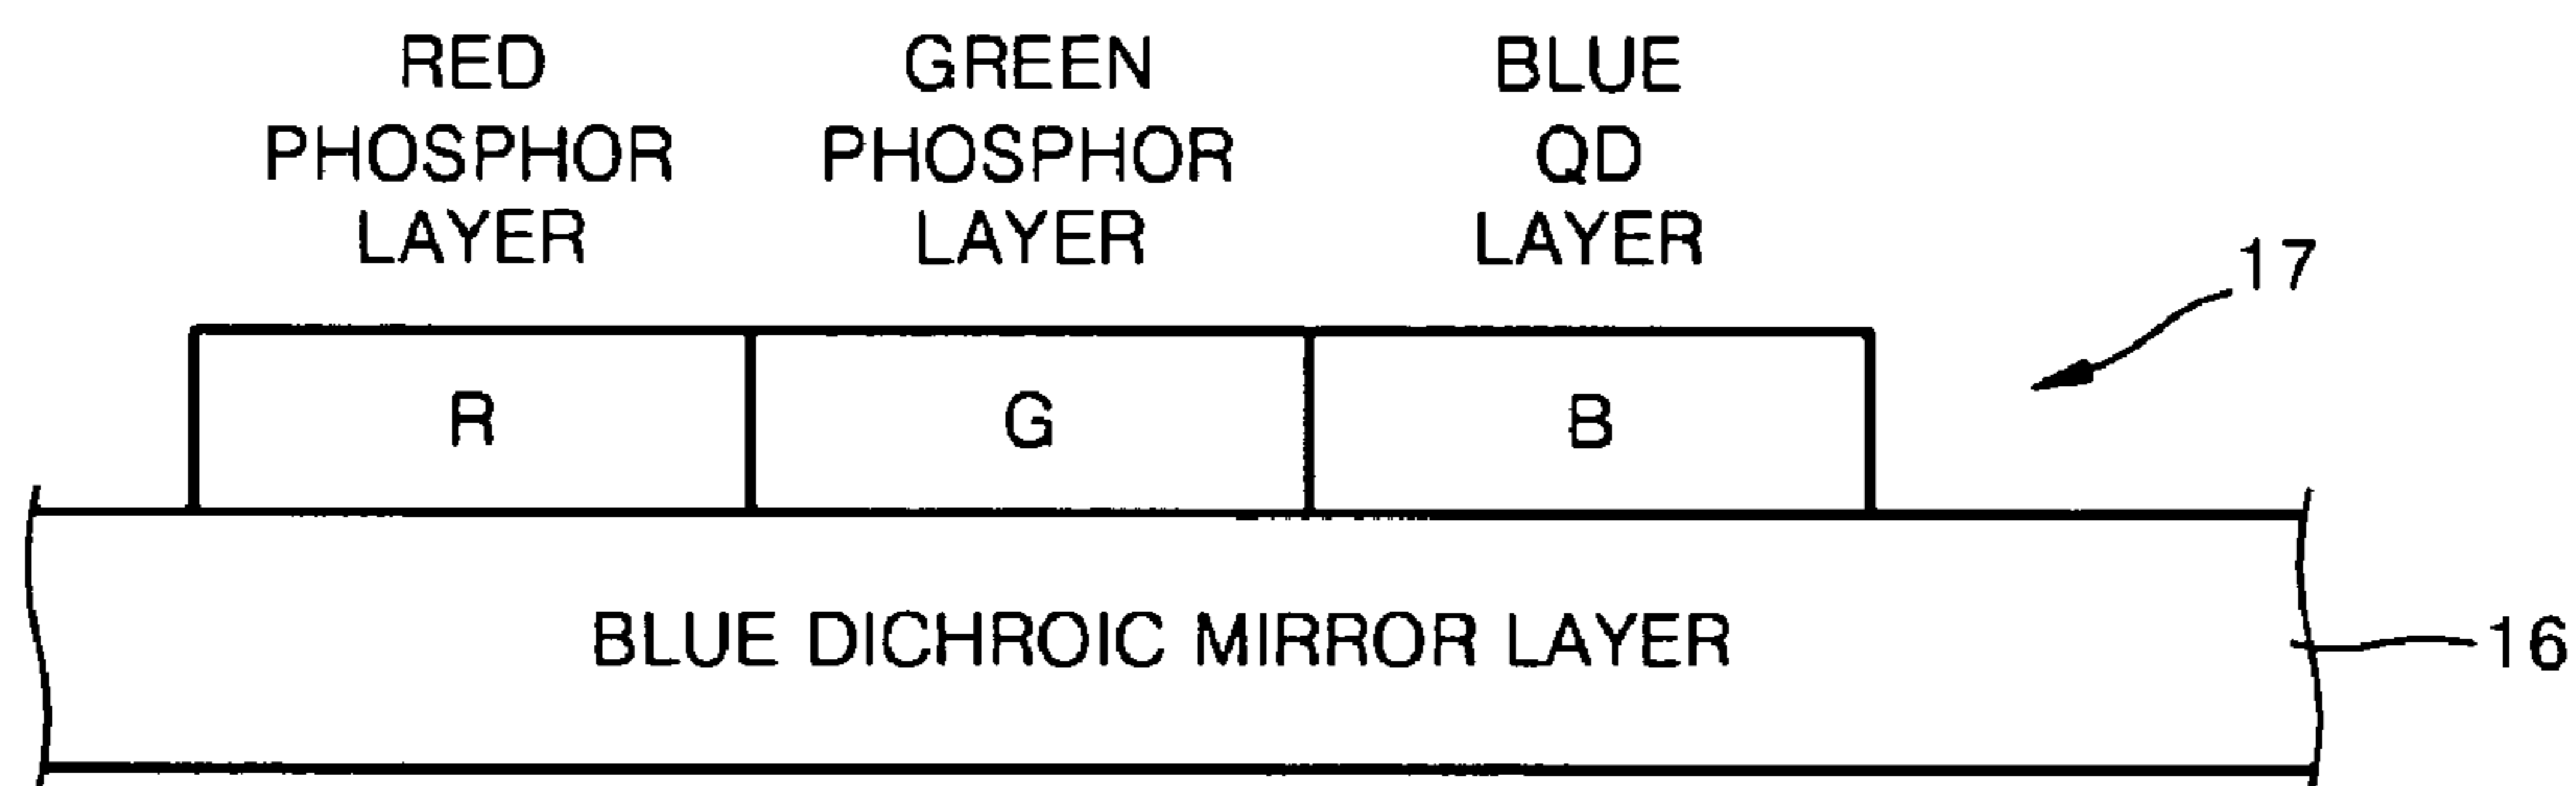 RED
PHOSPHOR
LAYER
GREEN
PHOSPHOR
LAYER
BLUE
QD
LAYER
17
R
G
B
BLUE DICHROIC MIRROR LAYER
16